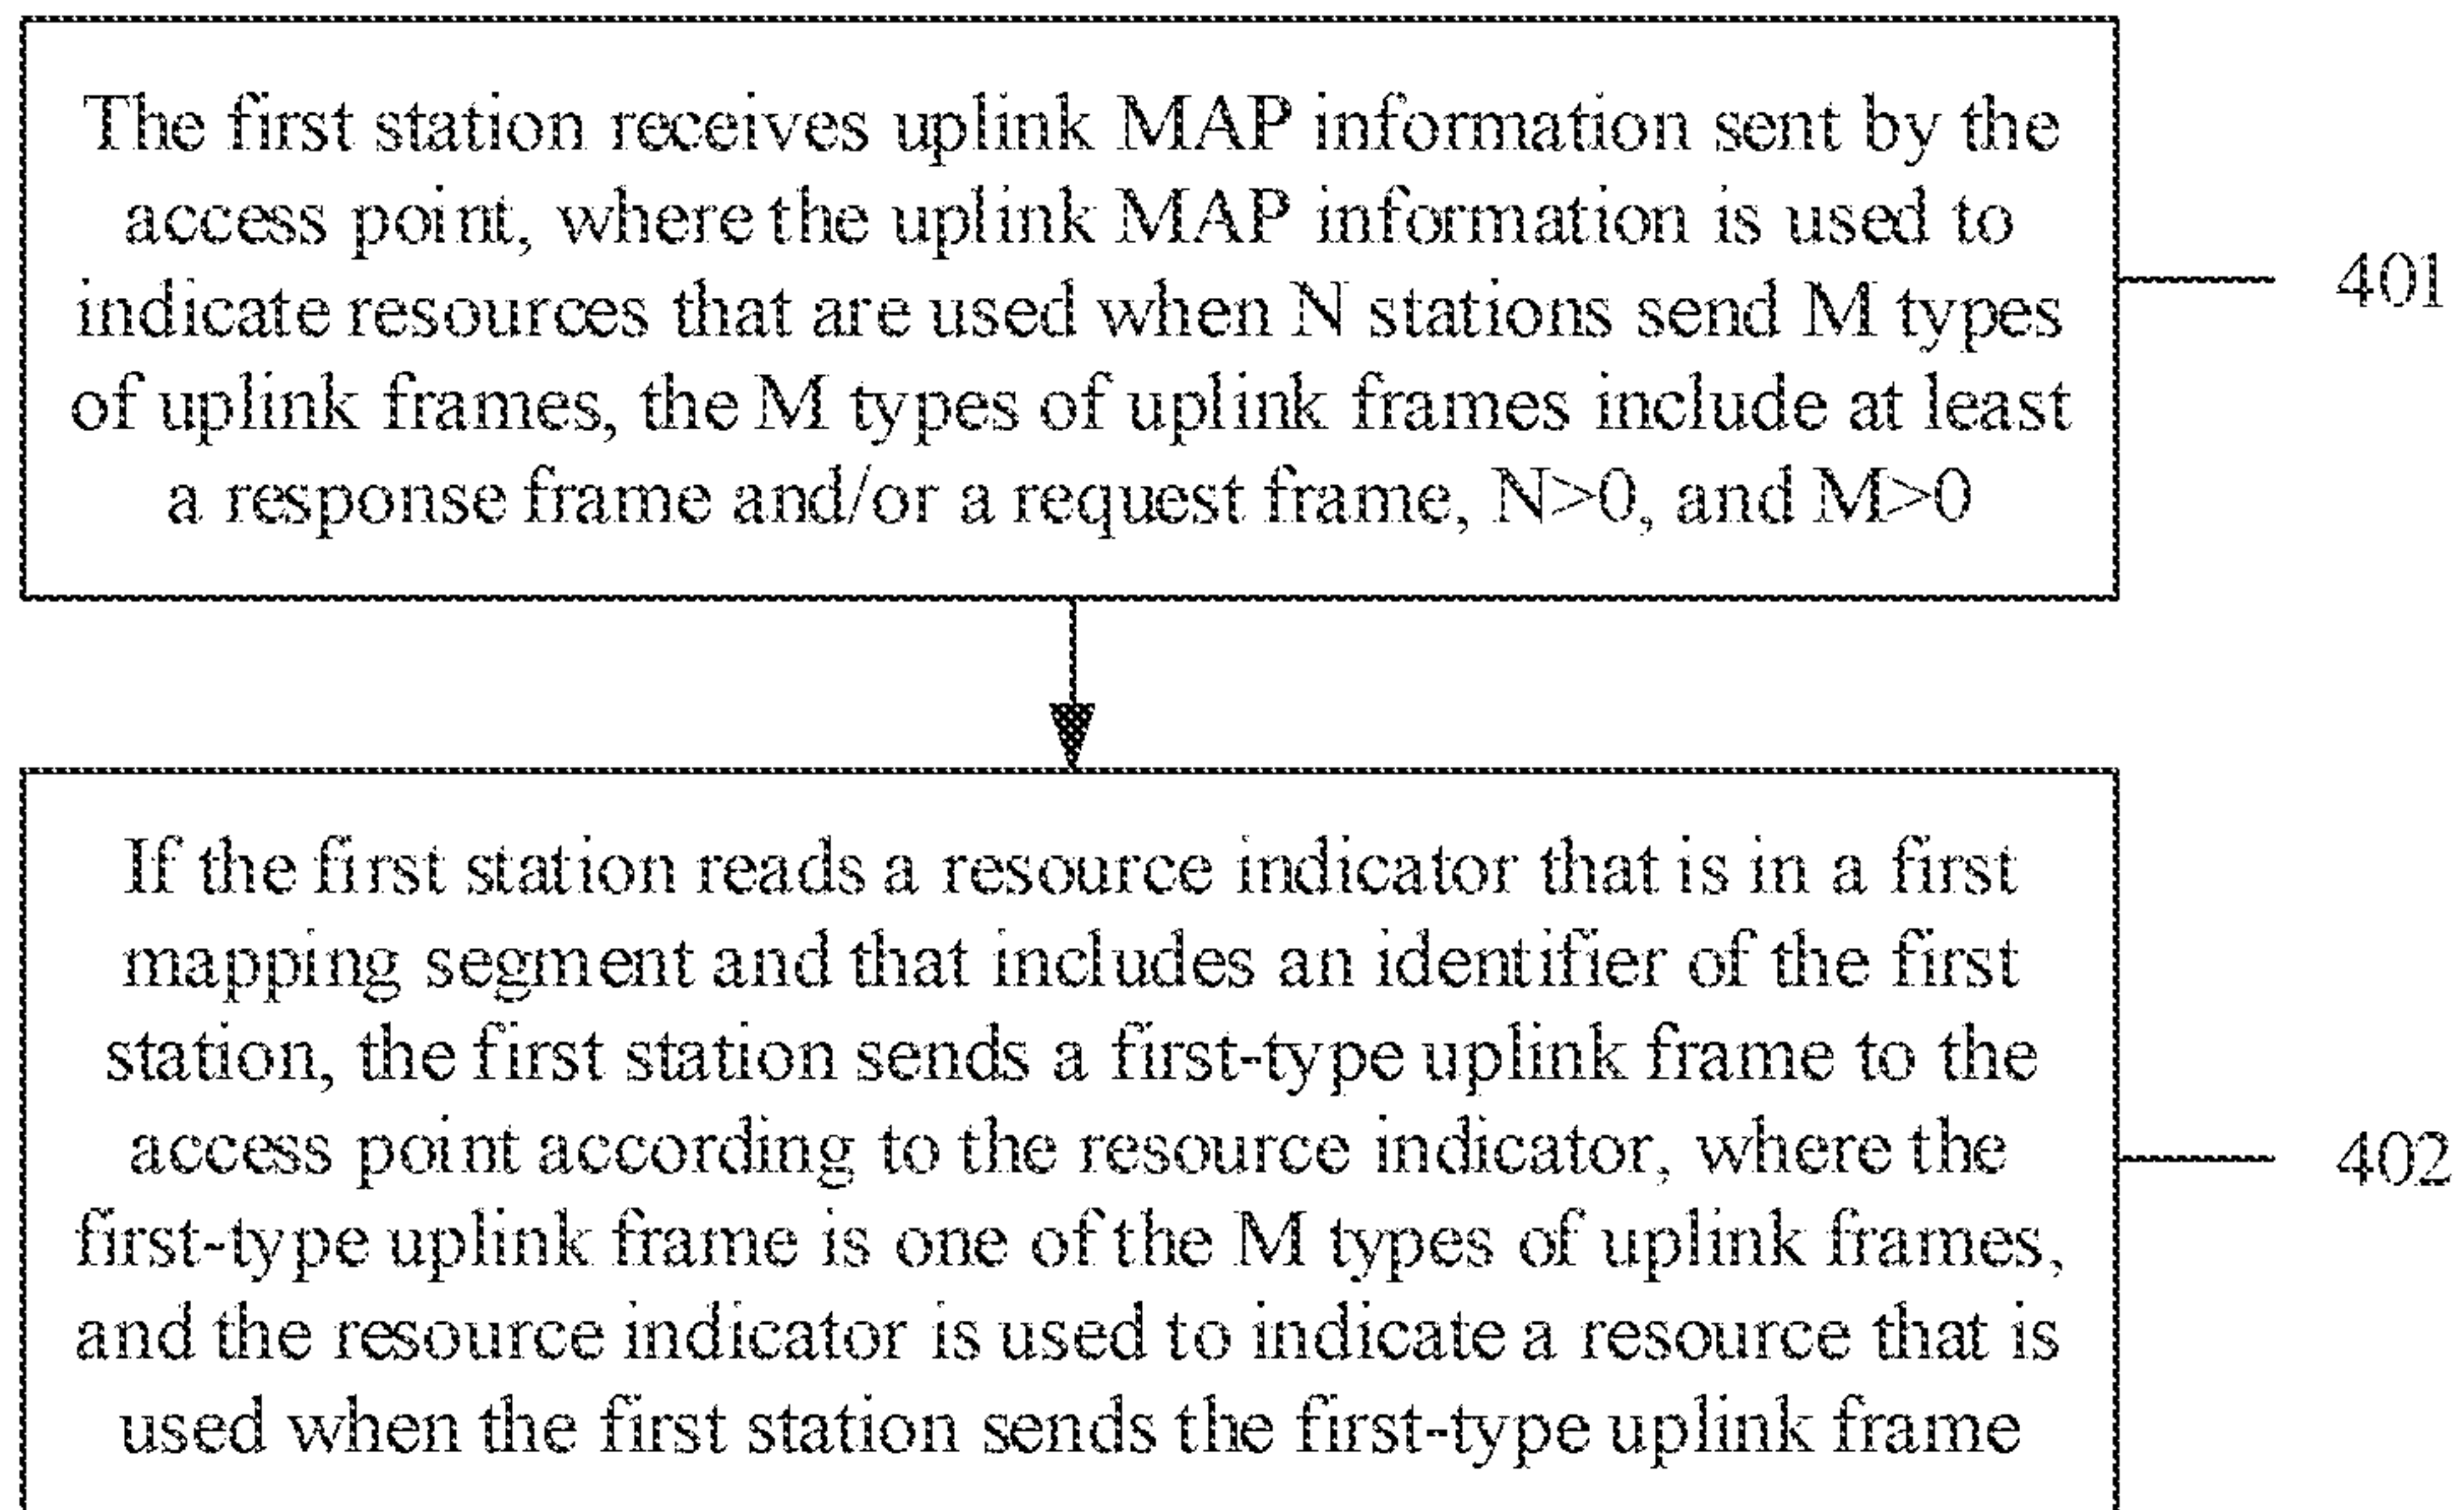 The first station receives uplink MAP information sent by the
access point, where the uplink MAP information is used to
indicate resources that are used when N stations send M types
of uplink frames, the M types of uplink frames include at least
a response frame and/or a request frame, N>0, and M>0
401
If the first station reads a resource indicator that is in a first
mapping segment and that includes an identifier of the first
station, the first station sends a first-type uplink frame to the
access point according to the resource indicator, where the
first-type uplink frame is one of the M types of uplink frames,
and the resource indicator is used to indicate a resource that is
used when the first station sends the first-type uplink frame
402